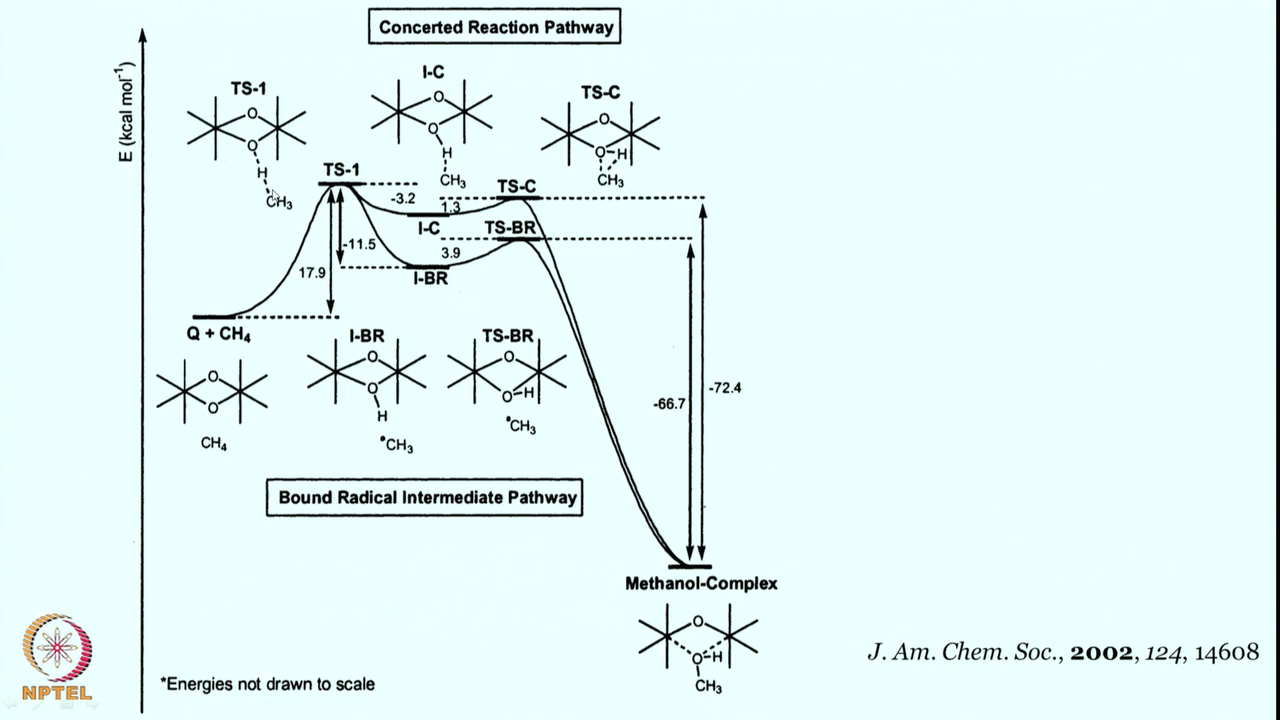 Concerted Reaction Pathway
E (kcal mol-1)
TS-1
O
O
H
CH3
I-C
O
O
H
CH3
TS-C
O
O-H
CH3
TS-1
-3.2
1.3
TS-C
I-C
TS-BR
-11.5
3.9
17.9
I-BR
Q + CH4
O
O
CH4
I-BR
O
O
H
•CH3
TS-BR
O
O-H
•CH3
-66.7
-72.4
Bound Radical Intermediate Pathway
Methanol-Complex
O
O-H
CH3
J. Am. Chem. Soc., 2002, 124, 14608
*Energies not drawn to scale
NPTEL